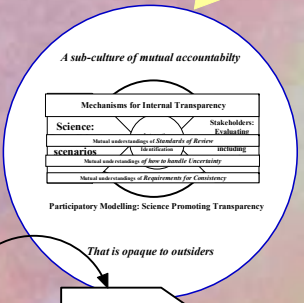 A sub-culture of mutual accountabilty
Mechanisms for Internal Transparency
Science:
Stakeholders:
Evaluating
Mutual understandings of Standards of Review
Identification
scenarios
including
Mutual understandings of how to handle Uncertainty
Mutual understandings of Requirements for Consistency
Participatory Modelling: Science Promoting Transparency
That is opaque to outsiders